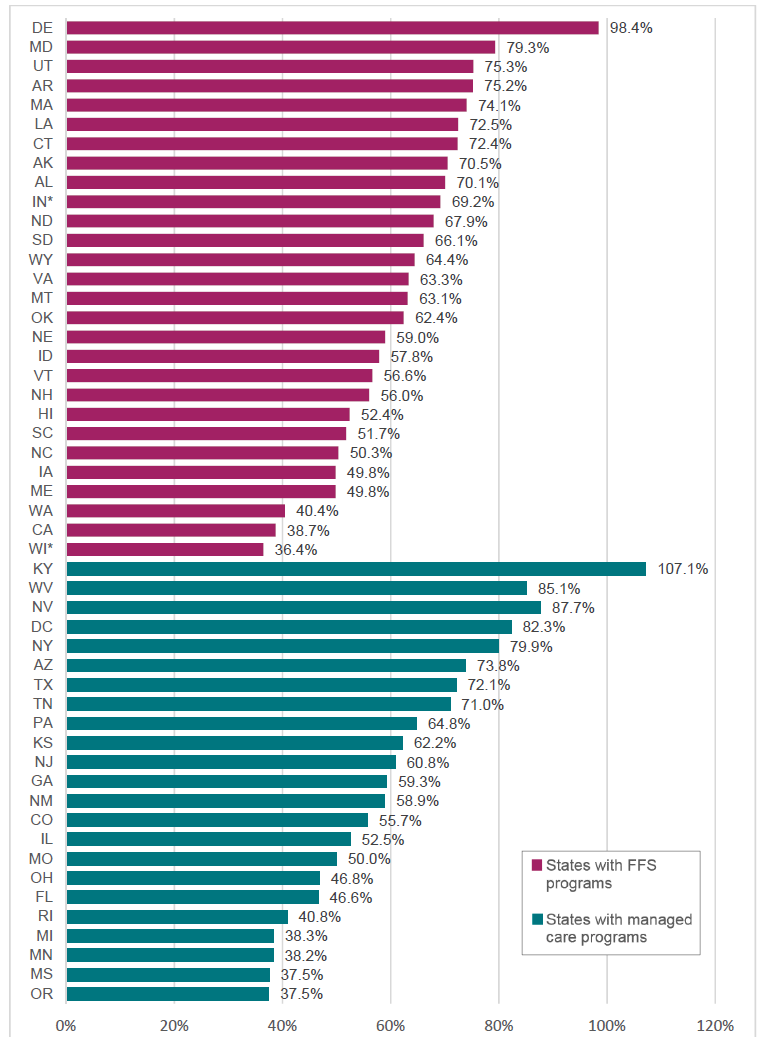 DE 98.4%
MD 79.3%
UT 75.3%
AR 75.2%
MA 74.1%
LA 72.5%
CT 72.4%
AK 70.5%
AL 70.1%
IN* 69.2%
ND 67.9%
SD 66.1%
WY 64.4%
VA 63.3%
MT 63.1%
OK 62.4%
NE 59.0%
ID 57.8%
VT 56.6%
NH 56.0%
HI 52.4%
SC 51.7%
NC 50.3%
IA 49.8%
ME 49.8%
WA 40.4%
CA 38.7%
WI* 36.4%
KY 107.1%
WV 85.1%
NV 87.7%
DC 82.3%
NY 79.9%
AZ 73.8%
TX 72.1%
TN 71.0%
PA 64.8%
KS 62.2%
NJ 60.8%
GA 59.3%
NM 58.9%
CO 55.7%
IL 52.5%
MO 50.0%
OH 46.8%
FL 46.6%
RI 40.8%
MI 38.3%
MN 38.2%
MS 37.5%
OR 37.5%
States with FFS
programs
States with managed
care programs
0% 20% 40% 60% 80% 100% 120%